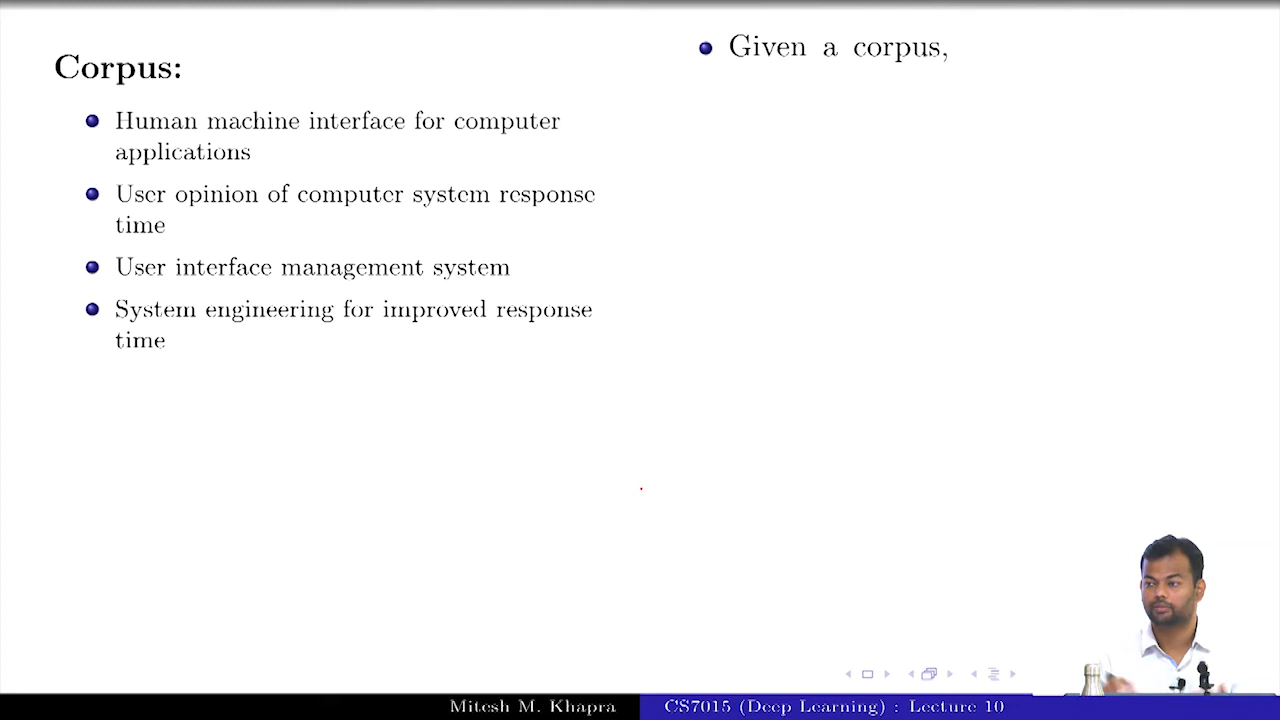 Corpus:
Human machine interface for computer
applications
User opinion of computer system response
time
User interface management system
System engineering for improved response
time
Given a corpus,
Mitesh M. Khapra
CS7015 (Deep Learning) : Lecture 10